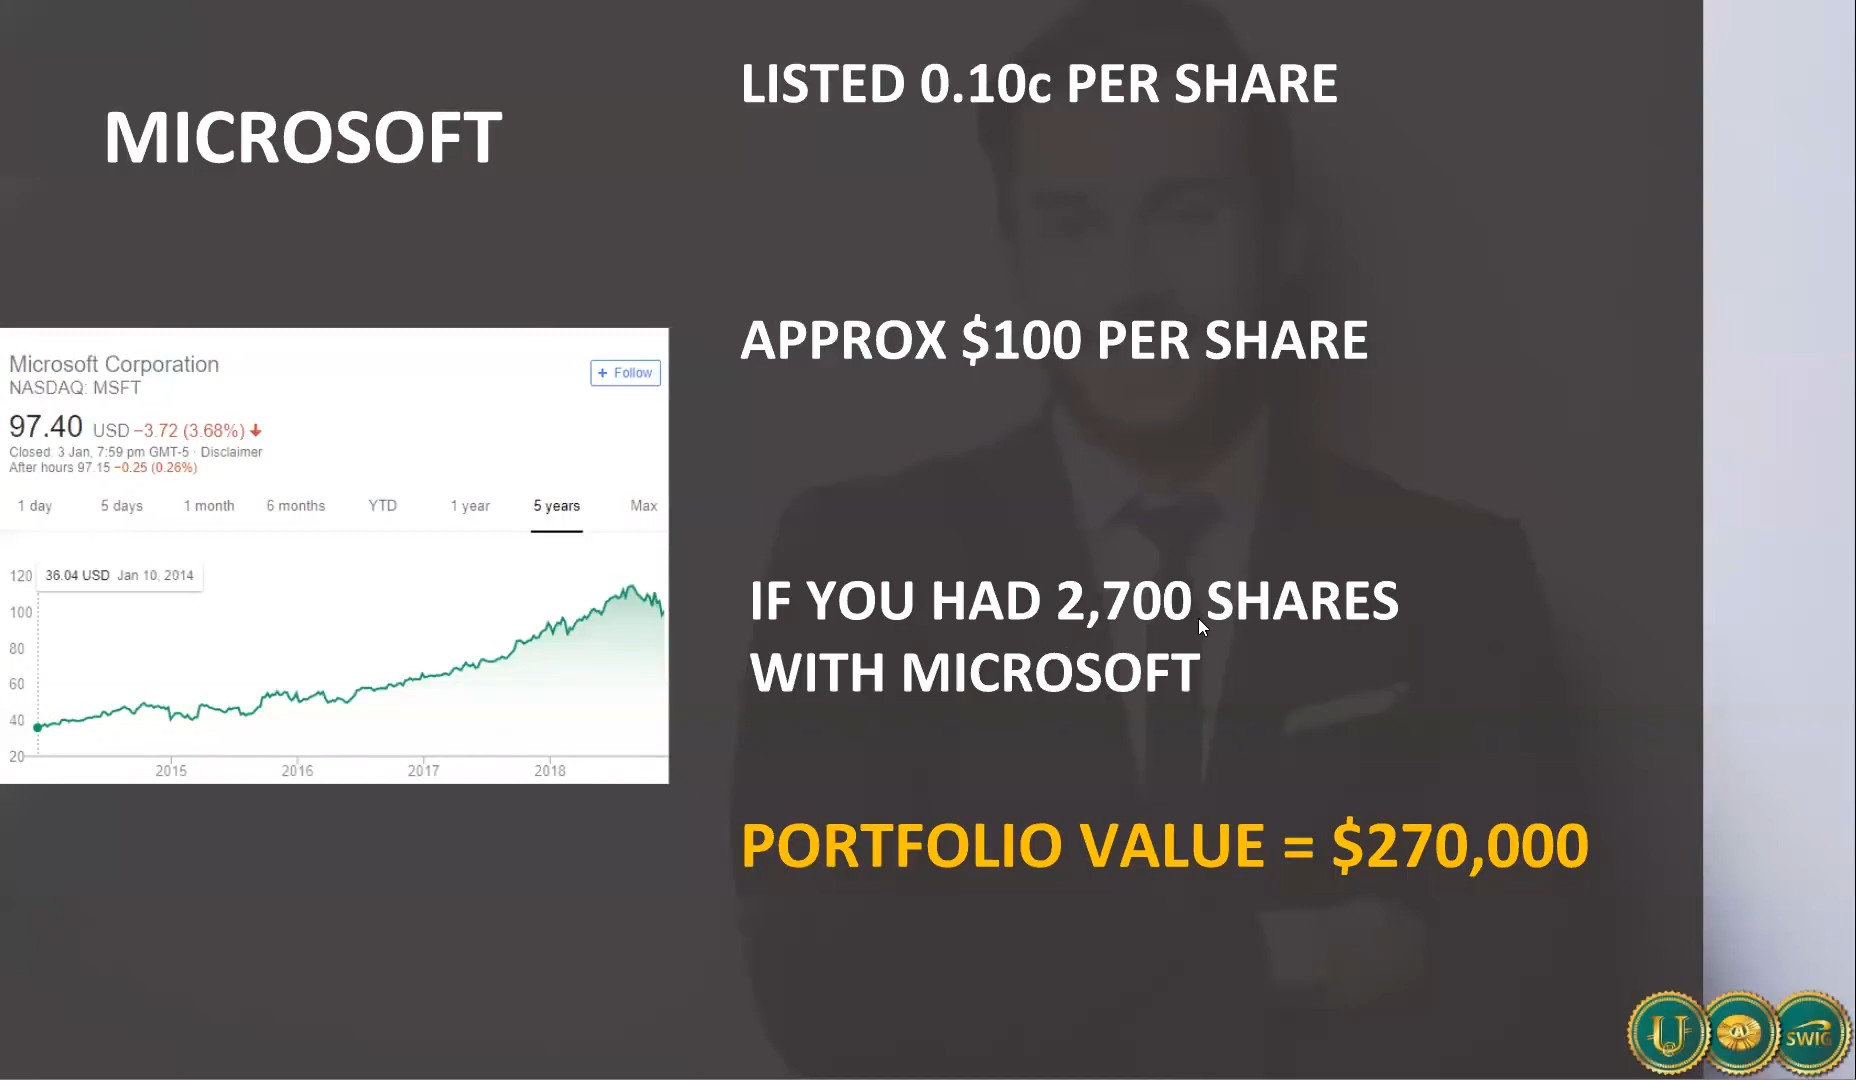 MICROSOFT
LISTED 0.10c PER SHARE
APPROX $100 PER SHARE
IF YOU HAD 2,700 SHARES
WITH MICROSOFT
PORTFOLIO VALUE = $270,000
Microsoft Corporation
NASDAQ: MSFT
+ Follow
97.40 USD −3.72 (3.68%)
Closed: 3 Jan, 7:59 pm GMT-5 · Disclaimer
After hours 97.15 −0.25 (0.26%)
1 day 5 days 1 month 6 months YTD 1 year 5 years Max
36.04 USD Jan 10, 2014
120
100
80
60
40
20
2015 2016 2017 2018
SWIG